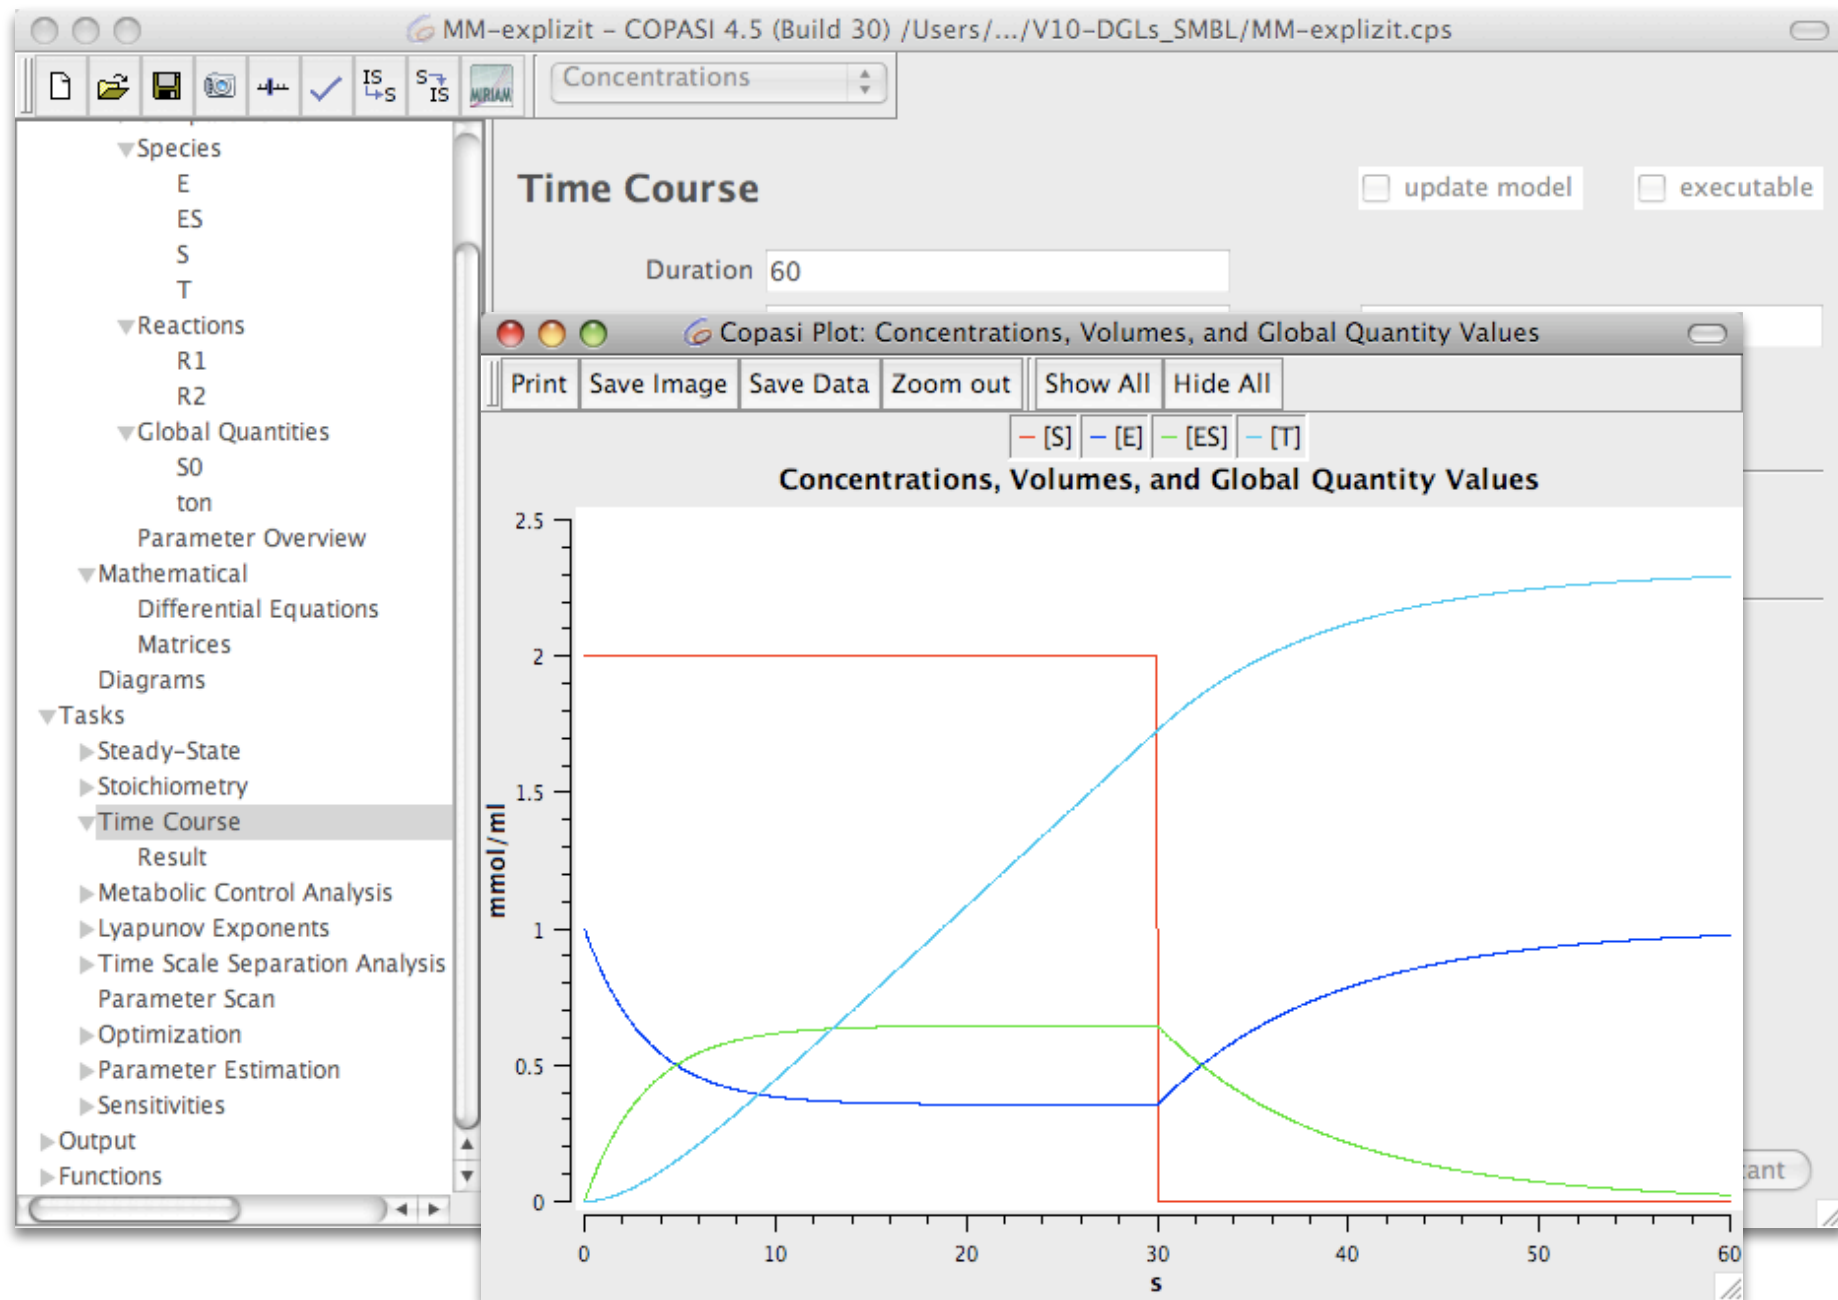 MM-explizit – COPASI 4.5 (Build 30) /Users/.../V10-DGLs_SMBL/MM-explizit.cps
IS S S IS MIRIAM Concentrations
Species
E
ES
S
T
Reactions
R1
R2
Global Quantities
S0
ton
Parameter Overview
Mathematical
Differential Equations
Matrices
Diagrams
Tasks
Steady-State
Stoichiometry
Time Course
Result
Metabolic Control Analysis
Lyapunov Exponents
Time Scale Separation Analysis
Parameter Scan
Optimization
Parameter Estimation
Sensitivities
Output
Functions
Time Course update model executable
Duration 60
Copasi Plot: Concentrations, Volumes, and Global Quantity Values
Print Save Image Save Data Zoom out Show All Hide All
[S] [E] [ES] [T]
Concentrations, Volumes, and Global Quantity Values
2.5
2
1.5
1
0.5
0
mmol/ml
0 10 20 30 40 50 60
s
tant